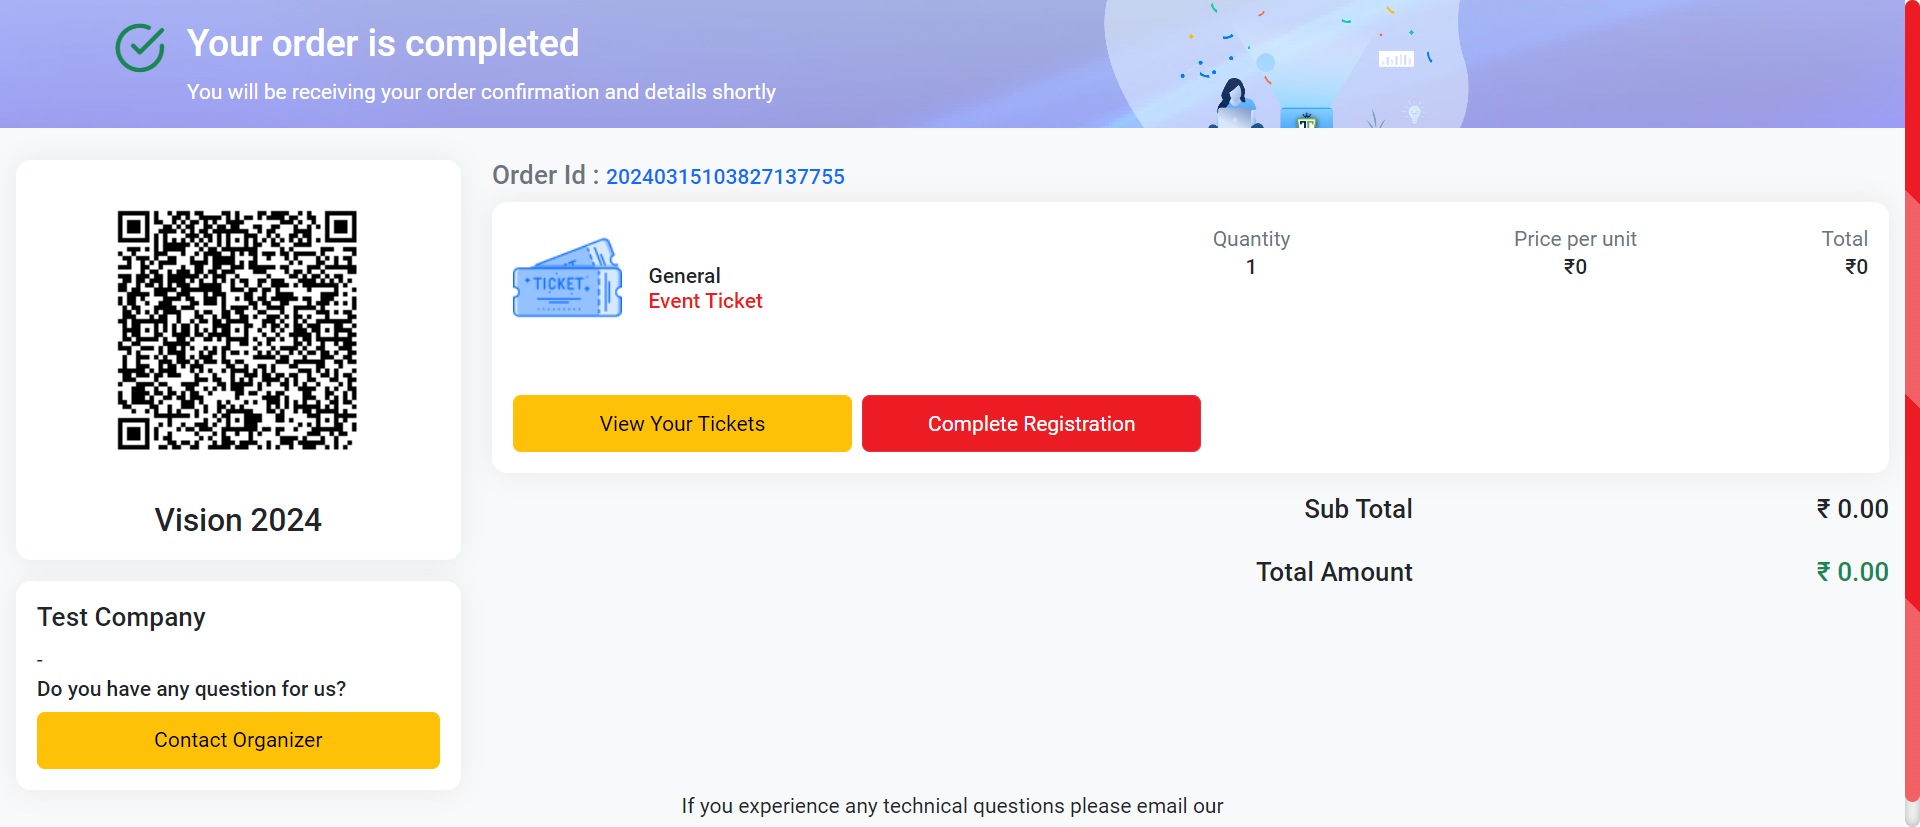 Your order is completed
You will be receiving your order confirmation and details shortly
Vision 2024
Test Company
-
Do you have any question for us?
Contact Organizer
Order Id : 20240315103827137755
TICKET
General
Event Ticket
Quantity
1
Price per unit
₹0
Total
₹0
View Your Tickets
Complete Registration
Sub Total ₹ 0.00
Total Amount ₹ 0.00
If you experience any technical questions please email our